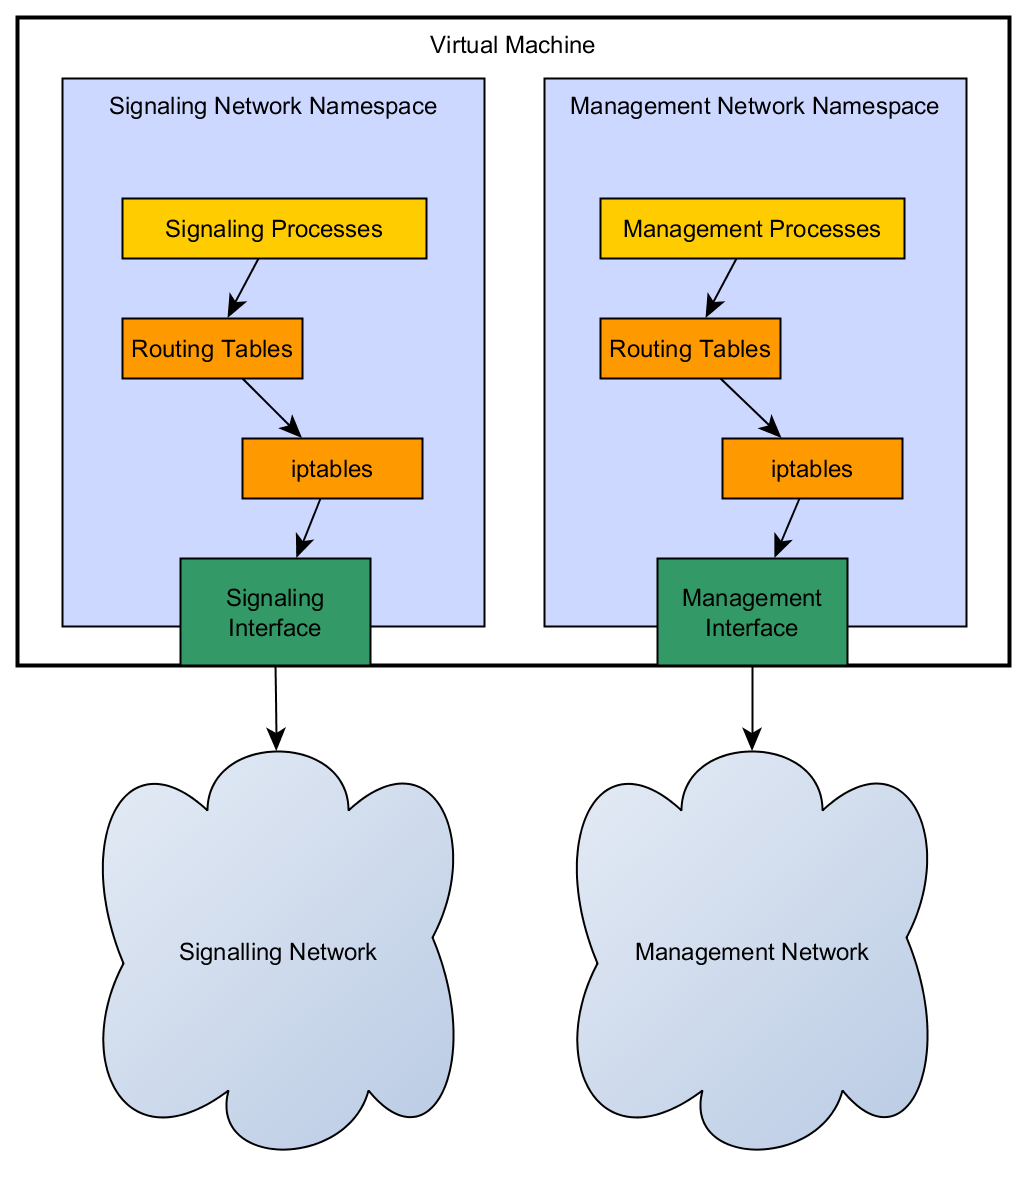 Virtual Machine
Signaling Network Namespace
Management Network Namespace
Signaling Processes
Management Processes
Routing Tables
Routing Tables
iptables
iptables
Signaling
Interface
Management
Interface
Signalling Network
Management Network